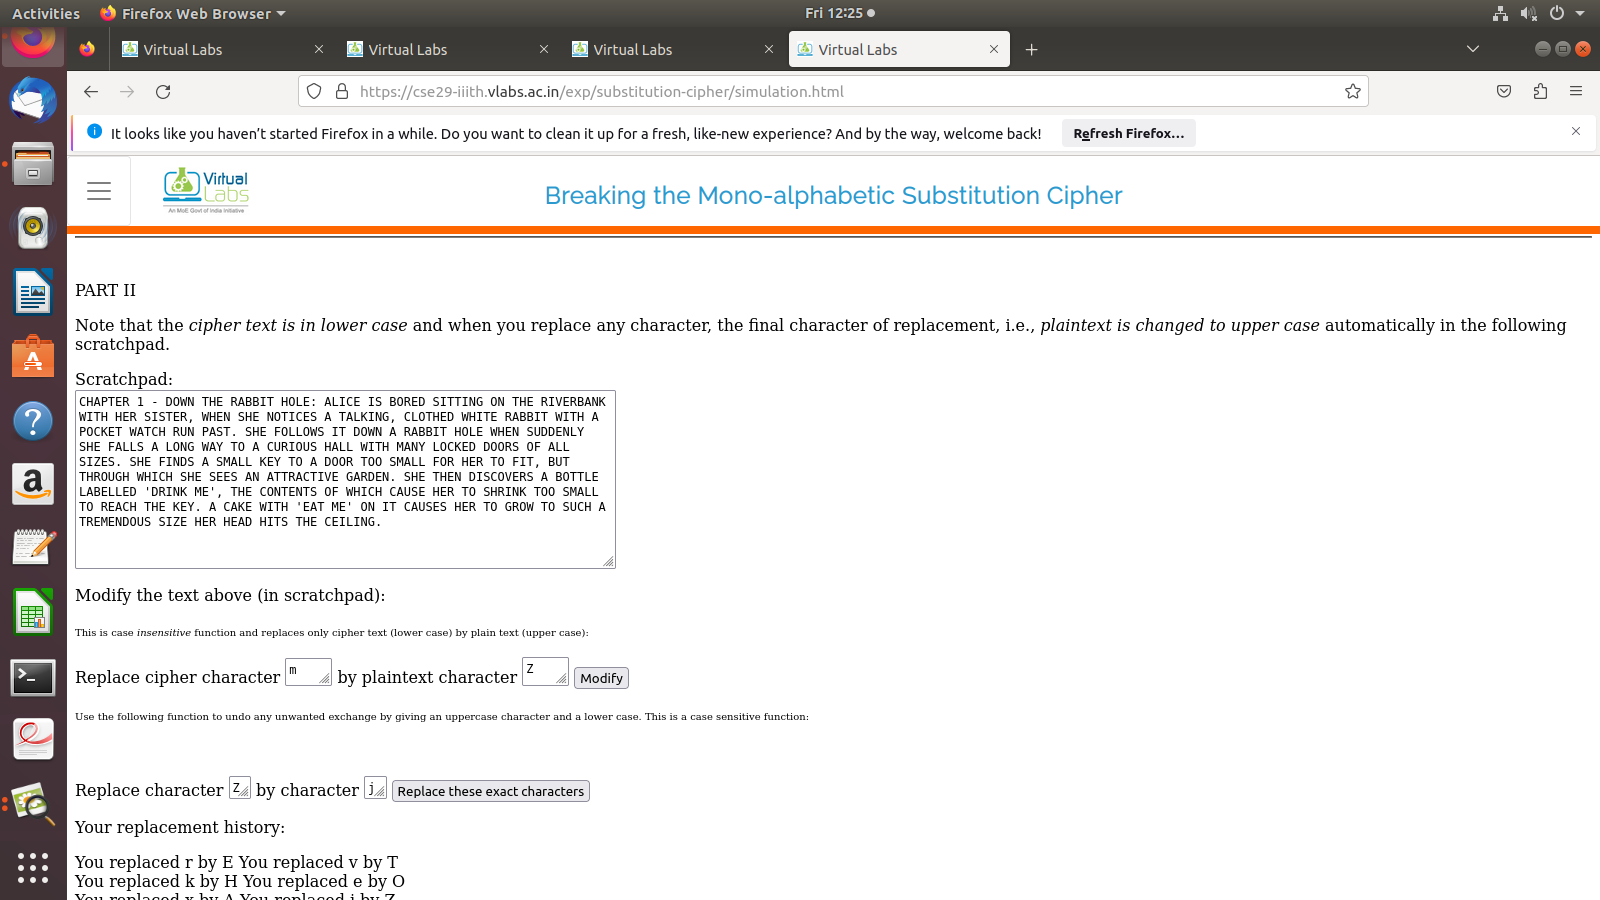 Activities Firefox Web Browser Fri 12:25
Virtual Labs Virtual Labs Virtual Labs Virtual Labs
https://cse29-iiith.vlabs.ac.in/exp/substitution-cipher/simulation.html
It looks like you haven’t started Firefox in a while. Do you want to clean it up for a fresh, like-new experience? And by the way, welcome back! Refresh Firefox...
Virtual
Labs
An MoE Govt of India Initiative
Breaking the Mono-alphabetic Substitution Cipher
PART II
Note that the cipher text is in lower case and when you replace any character, the final character of replacement, i.e., plaintext is changed to upper case automatically in the following
scratchpad.
Scratchpad:
CHAPTER 1 - DOWN THE RABBIT HOLE: ALICE IS BORED SITTING ON THE RIVERBANK
WITH HER SISTER, WHEN SHE NOTICES A TALKING, CLOTHED WHITE RABBIT WITH A
POCKET WATCH RUN PAST. SHE FOLLOWS IT DOWN A RABBIT HOLE WHEN SUDDENLY
SHE FALLS A LONG WAY TO A CURIOUS HALL WITH MANY LOCKED DOORS OF ALL
SIZES. SHE FINDS A SMALL KEY TO A DOOR TOO SMALL FOR HER TO FIT, BUT
THROUGH WHICH SHE SEES AN ATTRACTIVE GARDEN. SHE THEN DISCOVERS A BOTTLE
LABELLED 'DRINK ME', THE CONTENTS OF WHICH CAUSE HER TO SHRINK TOO SMALL
TO REACH THE KEY. A CAKE WITH 'EAT ME' ON IT CAUSES HER TO GROW TO SUCH A
TREMENDOUS SIZE HER HEAD HITS THE CEILING.
Modify the text above (in scratchpad):
This is case insensitive function and replaces only cipher text (lower case) by plain text (upper case):
Replace cipher character m by plaintext character Z Modify
Use the following function to undo any unwanted exchange by giving an uppercase character and a lower case. This is a case sensitive function:
Replace character Z by character j Replace these exact characters
Your replacement history:
You replaced r by E You replaced v by T
You replaced k by H You replaced e by O
You replaced x by A You replaced j by Z